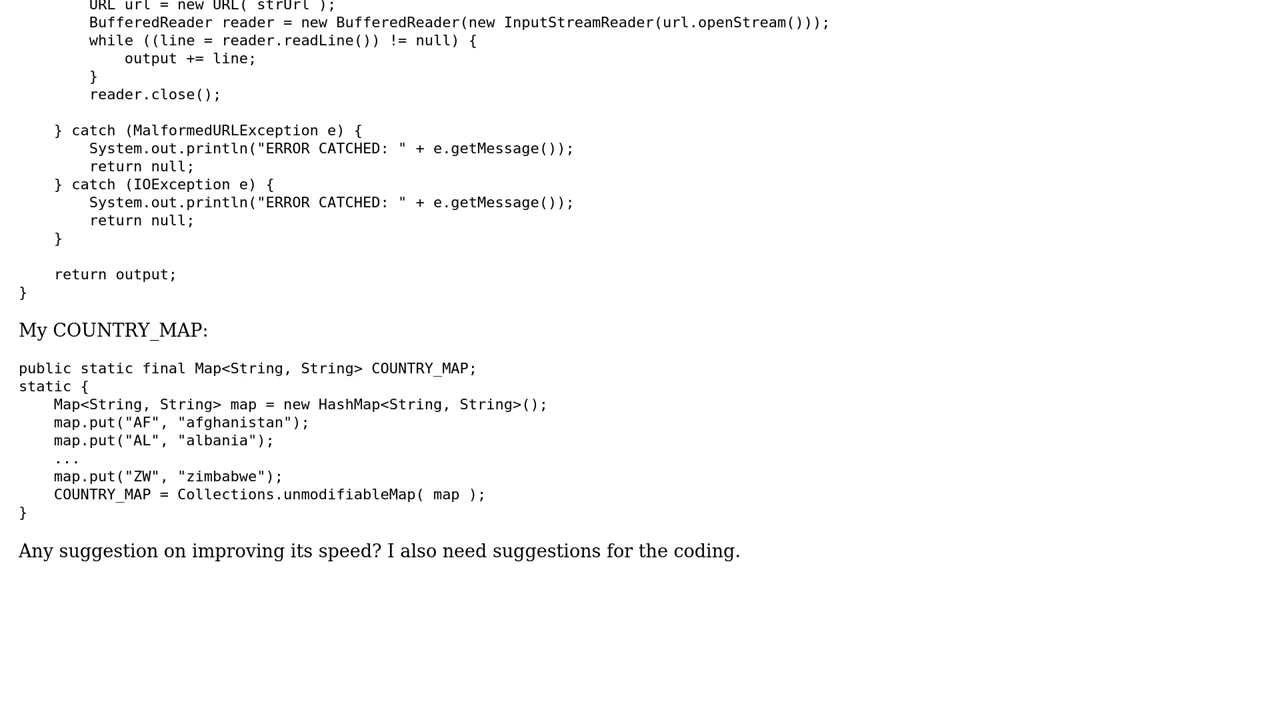 URL url = new URL( strUrl );
        BufferedReader reader = new BufferedReader(new InputStreamReader(url.openStream()));
        while ((line = reader.readLine()) != null) {
            output += line;
        }
        reader.close();

    } catch (MalformedURLException e) {
        System.out.println("ERROR CATCHED: " + e.getMessage());
        return null;
    } catch (IOException e) {
        System.out.println("ERROR CATCHED: " + e.getMessage());
        return null;
    }

    return output;
}
My COUNTRY_MAP:
public static final Map<String, String> COUNTRY_MAP;
static {
    Map<String, String> map = new HashMap<String, String>();
    map.put("AF", "afghanistan");
    map.put("AL", "albania");
    ...
    map.put("ZW", "zimbabwe");
    COUNTRY_MAP = Collections.unmodifiableMap( map );
}
Any suggestion on improving its speed? I also need suggestions for the coding.